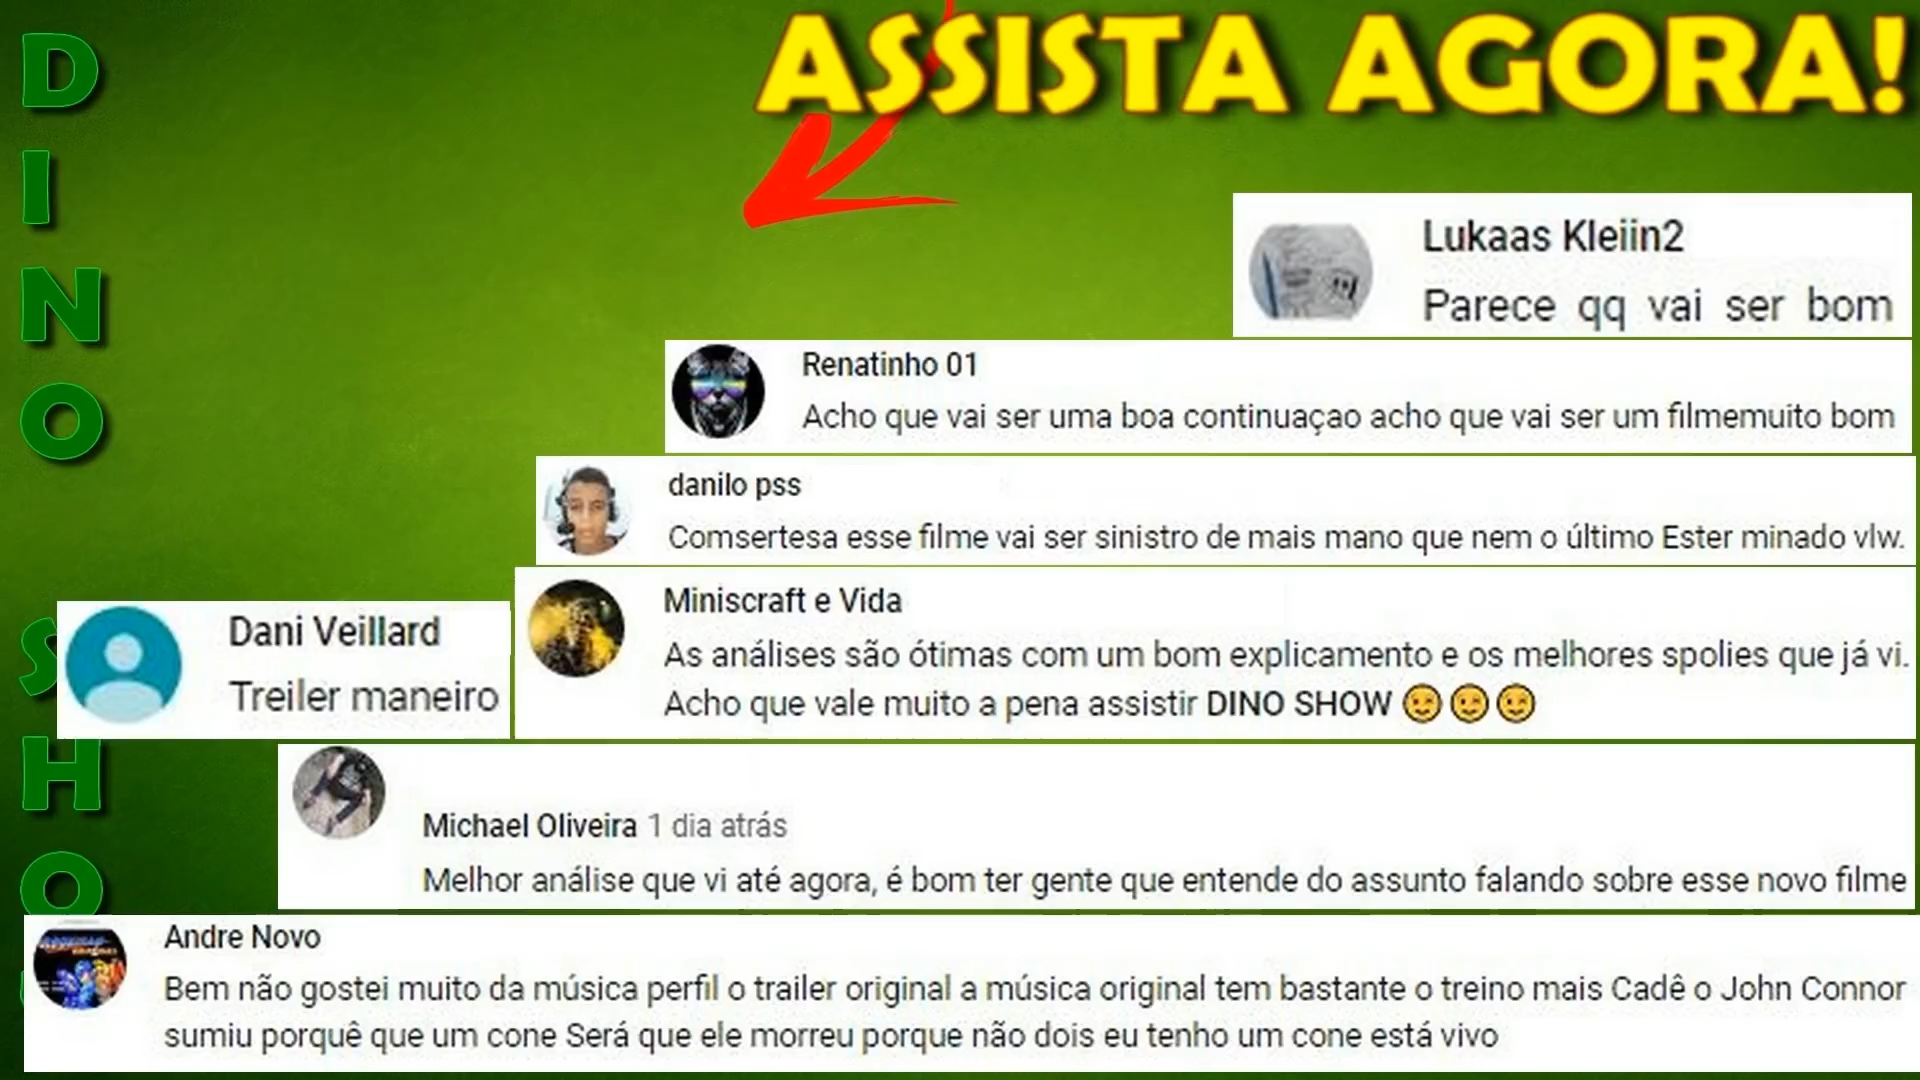 ASSISTA AGORA!
DINO SHO
Lukaas Kleiin2
Parece qq vai ser bom
Renatinho 01
Acho que vai ser uma boa continuaçao acho que vai ser um filmemuito bom
danilo pss
Comsertesa esse filme vai ser sinistro de mais mano que nem o último Ester minado vlw.
Dani Veillard
Treiler maneiro
Miniscraft e Vida
As análises são ótimas com um bom explicamento e os melhores spolies que já vi.
Acho que vale muito a pena assistir DINO SHOW 😉😉😉
Michael Oliveira 1 dia atrás
Melhor análise que vi até agora, é bom ter gente que entende do assunto falando sobre esse novo filme
Andre Novo
Bem não gostei muito da música perfil o trailer original a música original tem bastante o treino mais Cadê o John Connor
sumiu porquê que um cone Será que ele morreu porque não dois eu tenho um cone está vivo